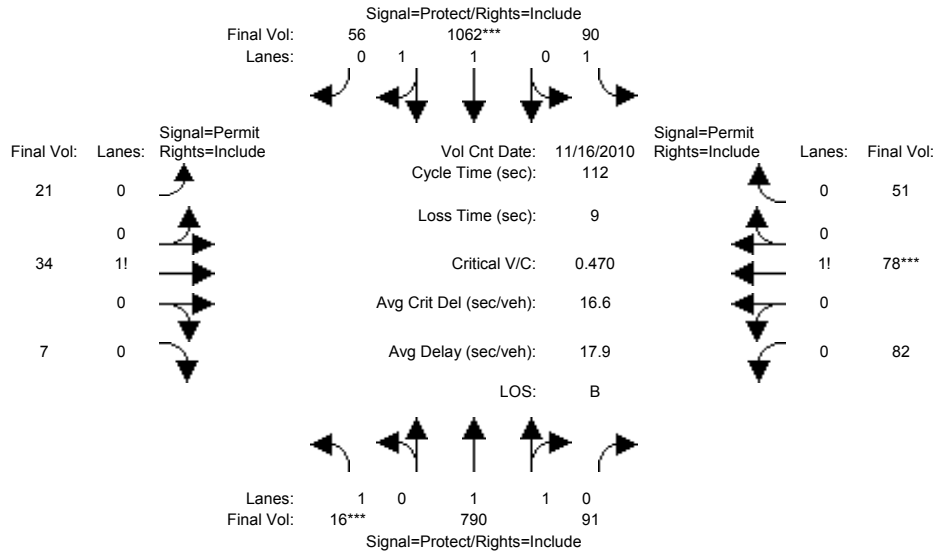 Signal=Protect/Rights=Include
Final Vol: 56 1062*** 90
Lanes: 0 1 1 0 1
Signal=Permit
Final Vol: Lanes: Rights=Include
Vol Cnt Date: 11/16/2010
Signal=Permit
Rights=Include Lanes: Final Vol:
Cycle Time (sec): 112
21 0
0 51
Loss Time (sec): 9
0
0
34 1!
Critical V/C: 0.470
1! 78***
0
Avg Crit Del (sec/veh): 16.6
0
7 0
Avg Delay (sec/veh): 17.9
0 82
LOS: B
Lanes: 1 0 1 1 0
Final Vol: 16*** 790 91
Signal=Protect/Rights=Include